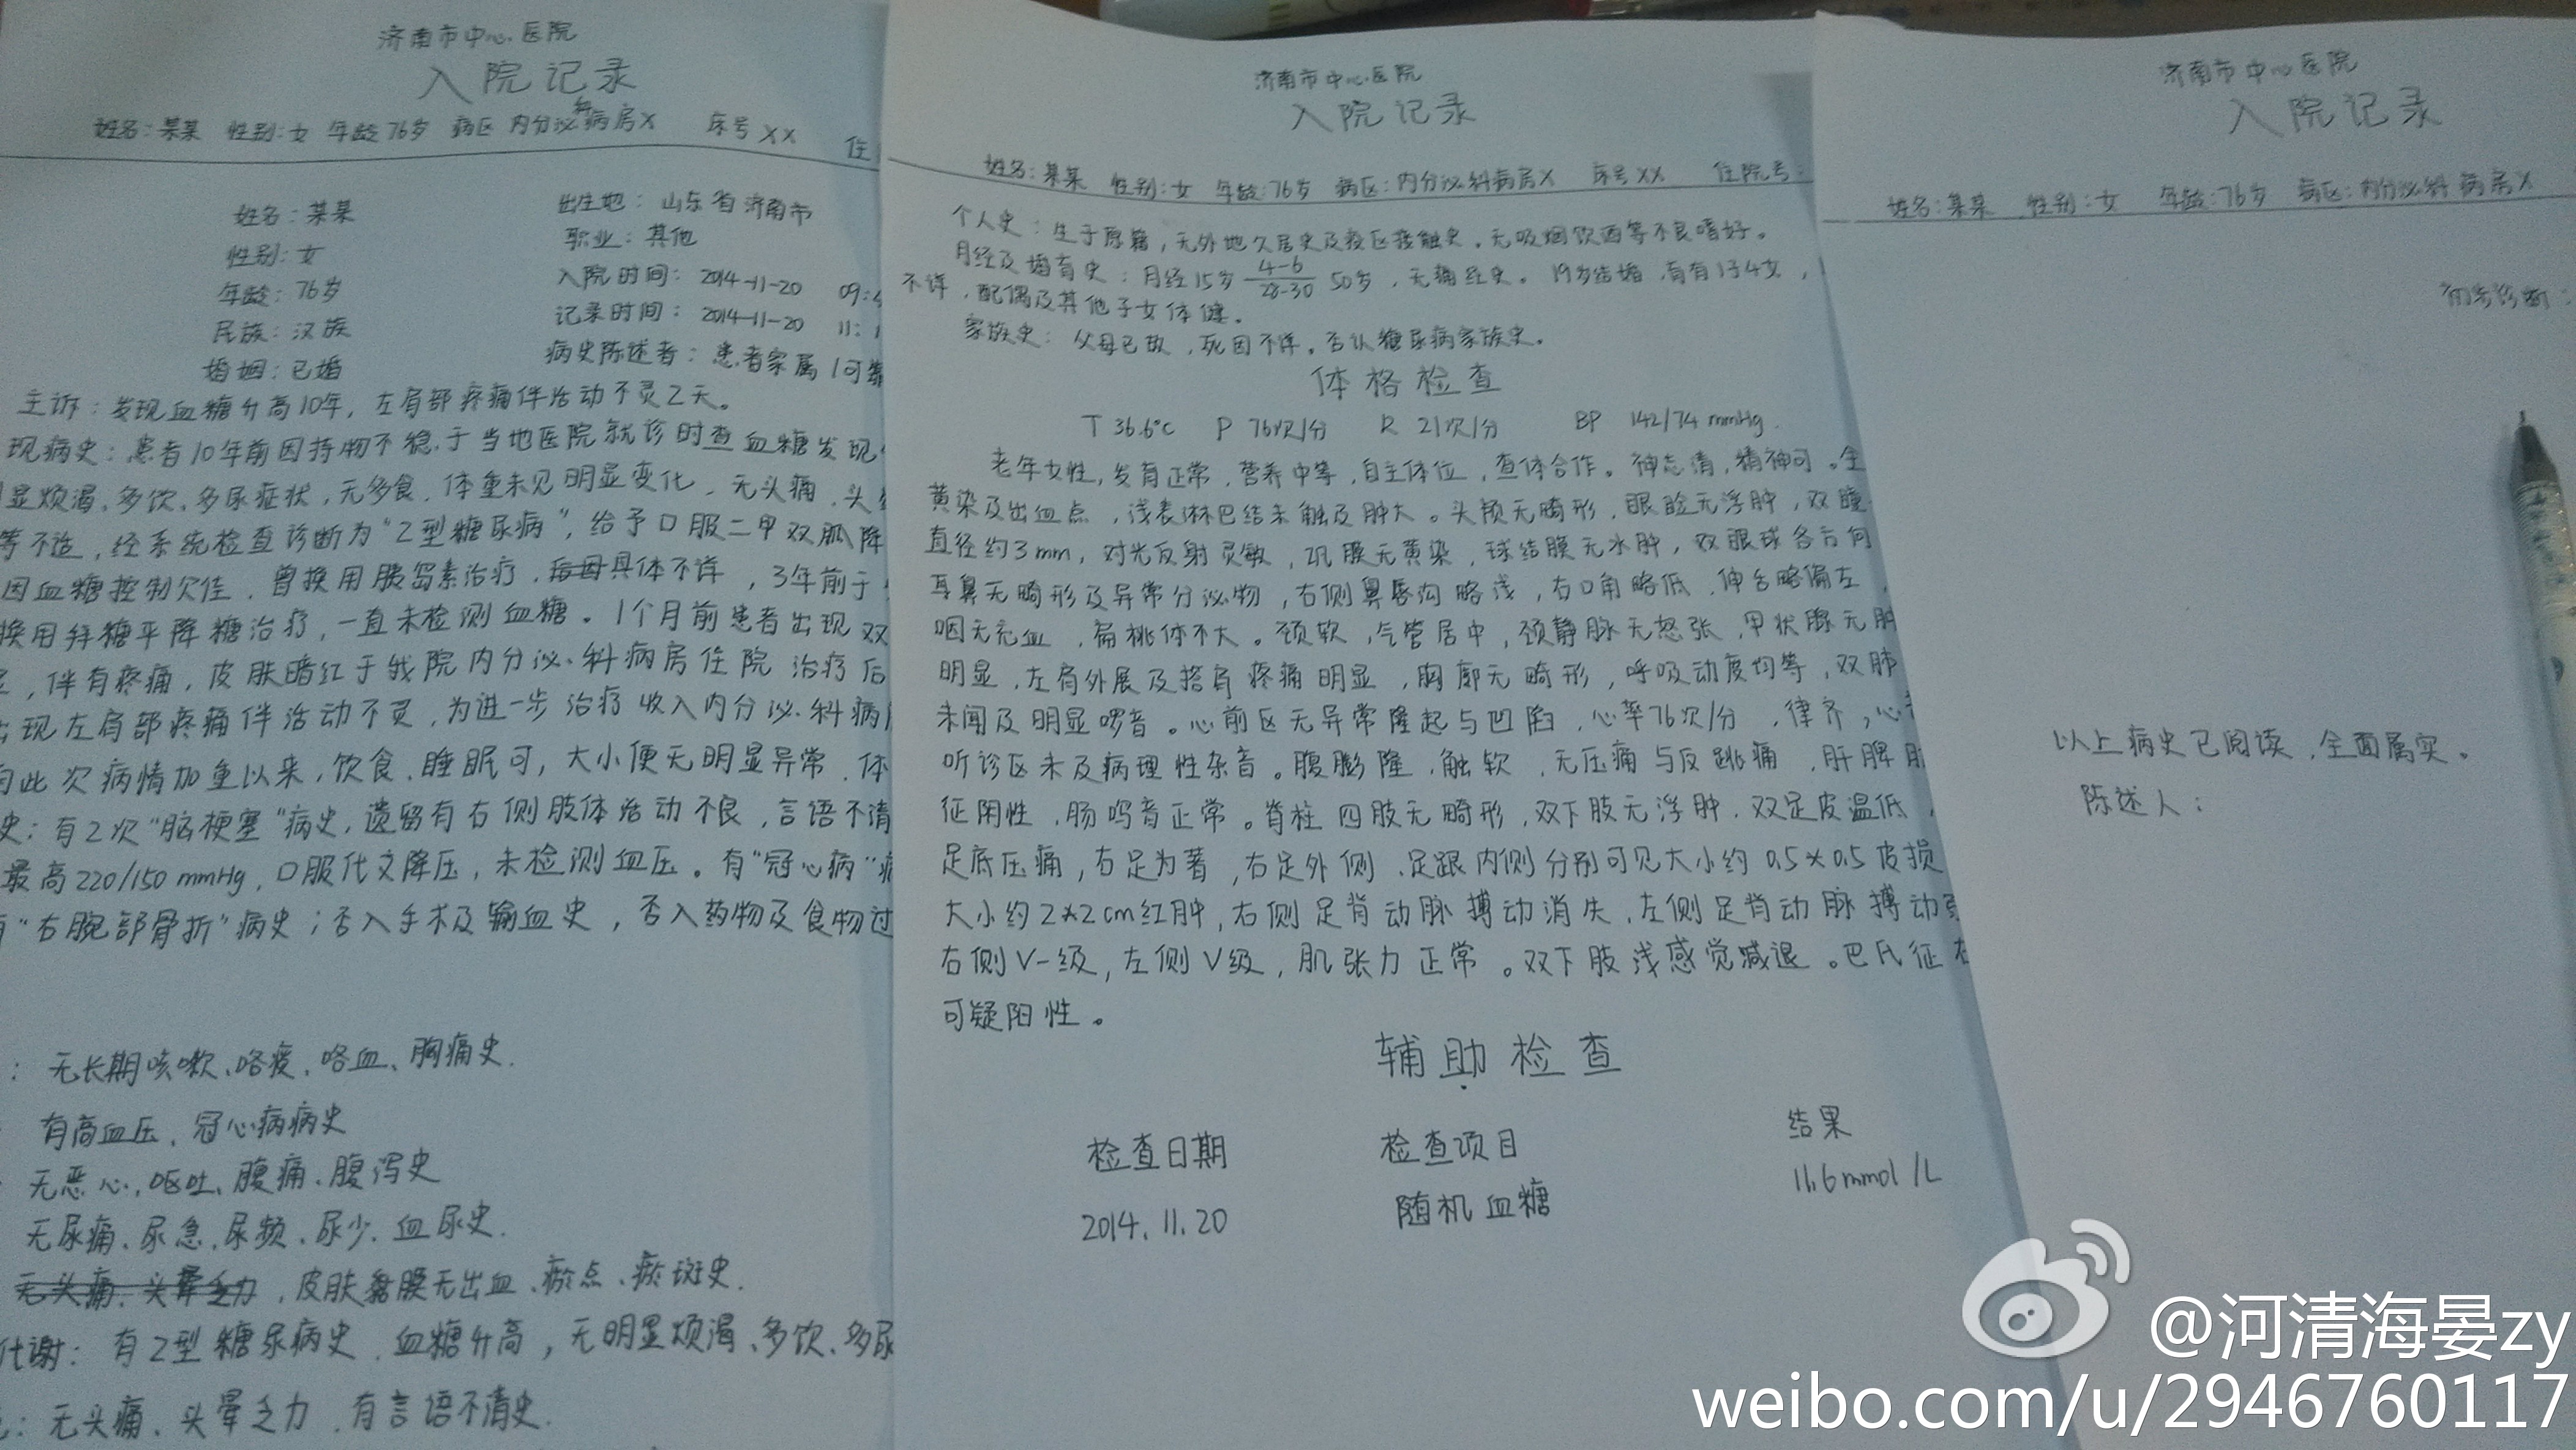 济南市中心医院
入院记录
姓名：某某 性别：女 年龄76岁 病区 内分泌科病房X 床号XX 住
姓名：某某 出生地：山东省济南市
性别：女 职业：其他
年龄：76岁 入院时间：2014-11-20 09:
民族：汉族 记录时间：2014-11-20 11:
婚姻：已婚 病史陈述者：患者家属/可靠
主诉：发现血糖升高10年，左肩部疼痛伴活动不灵2天。
现病史：患者10年前因持物不稳，于当地医院就诊时查血糖发现
显烦渴、多饮、多尿症状，无多食，体重未见明显变化，无头痛、头
等不适，经系统检查诊断为“2型糖尿病”，给予口服二甲双胍降
因血糖控制欠佳，曾换用胰岛素治疗，具体不详，3年前于
换用拜糖平降糖治疗，一直未检测血糖。1个月前患者出现双
，伴有疼痛，皮肤暗红于我院内分泌科病房住院治疗后
出现左肩部疼痛伴活动不灵，为进一步治疗收入内分泌科病
自此次病情加重以来，饮食、睡眠可，大小便无明显异常，体
史：有2次“脑梗塞”病史，遗留有右侧肢体活动不良，言语不清
最高220/150mmHg，口服代文降压，未检测血压。有“冠心病”病
有“右腕部骨折”病史；否认手术及输血史，否认药物及食物过
：无长期咳嗽、咯痰、咯血、胸痛史.
有高血压、冠心病病史
无恶心、呕吐、腹痛、腹泻史
无尿痛、尿急、尿频、尿少、血尿史.
无头痛、头晕乏力，皮肤黏膜无出血、瘀点、瘀斑史.
代谢：有2型糖尿病史，血糖升高，无明显烦渴、多饮、多尿
：无头痛、头晕乏力，有言语不清史.
济南市中心医院
入院记录
姓名：某某 性别：女 年龄：76岁 病区：内分泌科病房X 床号XX 住院号：
个人史：生于原籍，无外地久居史及疫区接触史，无吸烟饮酒等不良嗜好。
月经及婚育史：月经15岁 4-6/28-30 50岁，无痛经史。19岁结婚，育有1子4女，
不详，配偶及其他子女体健。
家族史：父母已故，死因不详。否认糖尿病家族史。
体格检查
T 36.6℃ P 76次/分 R 21次/分 BP 142/74 mmHg.
老年女性，发育正常，营养中等，自主体位，查体合作。神志清，精神可。全
黄染及出血点，浅表淋巴结未触及肿大。头颅无畸形，眼睑无浮肿，双瞳
直径约3mm，对光反射灵敏，巩膜无黄染，球结膜无水肿，双眼球各方向
耳鼻无畸形及异常分泌物，右侧鼻唇沟略浅，右口角略低，伸舌略偏左，
咽无充血，扁桃体不大。颈软，气管居中，颈静脉无怒张，甲状腺无肿
明显，左肩外展及搭肩疼痛明显，胸廓无畸形，呼吸动度均等，双肺
未闻及明显啰音。心前区无异常隆起与凹陷，心率76次/分，律齐，心
听诊区未及病理性杂音。腹膨隆，触软，无压痛与反跳痛，肝脾肋
征阴性，肠鸣音正常。脊柱四肢无畸形，双下肢无浮肿，双足皮温低，
足底压痛，右足为著，右足外侧、足跟内侧分别可见大小约0.5×0.5皮损
大小约2×2cm红肿，右侧足背动脉搏动消失，左侧足背动脉搏动
右侧V-级，左侧V级，肌张力正常。双下肢浅感觉减退。巴氏征右
可疑阳性。
辅助检查
检查日期 检查项目 结果
2014.11.20 随机血糖 11.6mmol/L
济南市中心医院
入院记录
姓名：某某 性别：女 年龄：76岁 病区：内分泌科病房X
初步诊断：
以上病史已阅读，全面属实。
陈述人：
@河清海晏zy
weibo.com/u/2946760117